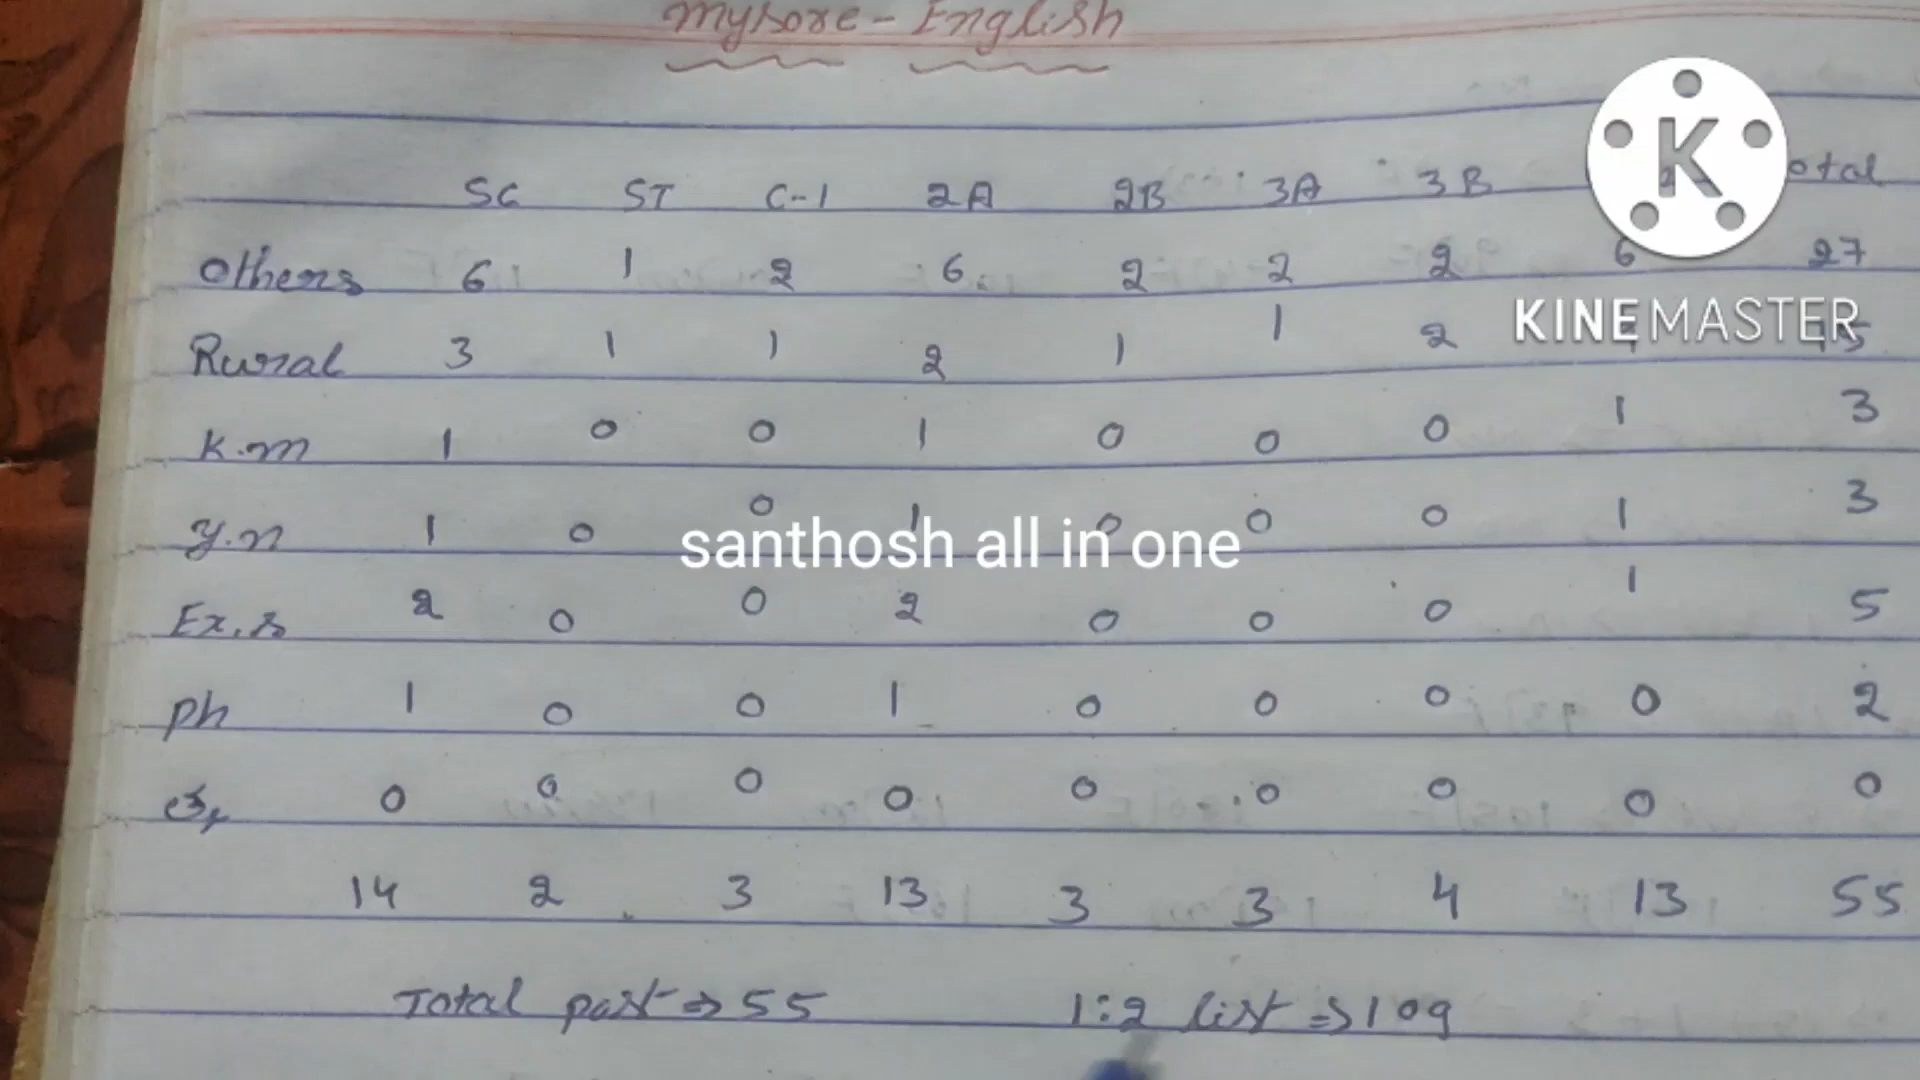 Mysore - English
SC ST C-1 2A 2B 3A 3B otal
Others 6 1 2 6 2 2 2 6 27
Rural 3 1 1 2 1 1 2 15
K.M 1 0 0 1 0 0 0 1 3
Y.n 1 0 0 1 0 0 0 1 3
Ex.s 2 0 0 2 0 0 0 1 5
Ph 1 0 0 1 0 0 0 0 2
0 0 0 0 0 0 0 0 0
14 2 3 13 3 3 4 13 55
Total post ⇒ 55 1:2 list ⇒ 109
K
KINEMASTER
santhosh all in one